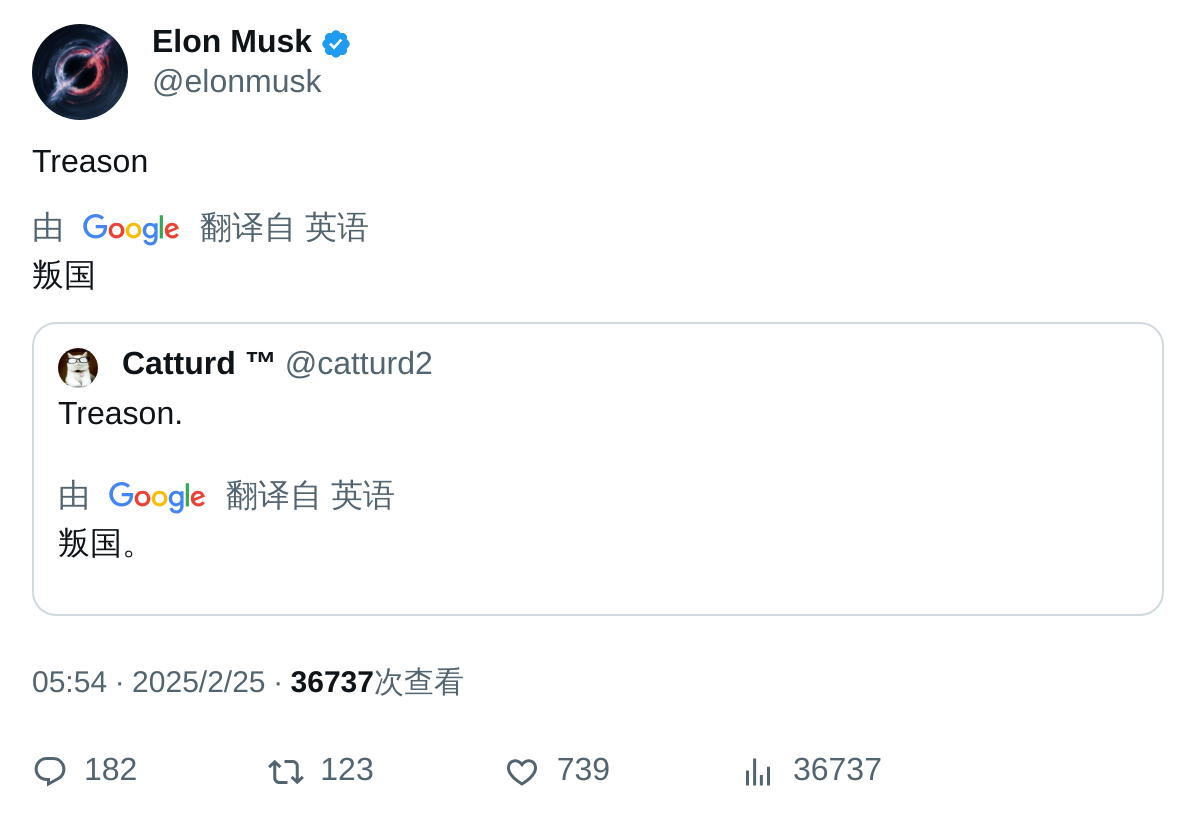 Elon Musk
@elonmusk
Treason
由 Google 翻译自 英语
叛国
Catturd ™ @catturd2
Treason.
由 Google 翻译自 英语
叛国。
05:54 · 2025/2/25 · 36737次查看
182 123 739 36737